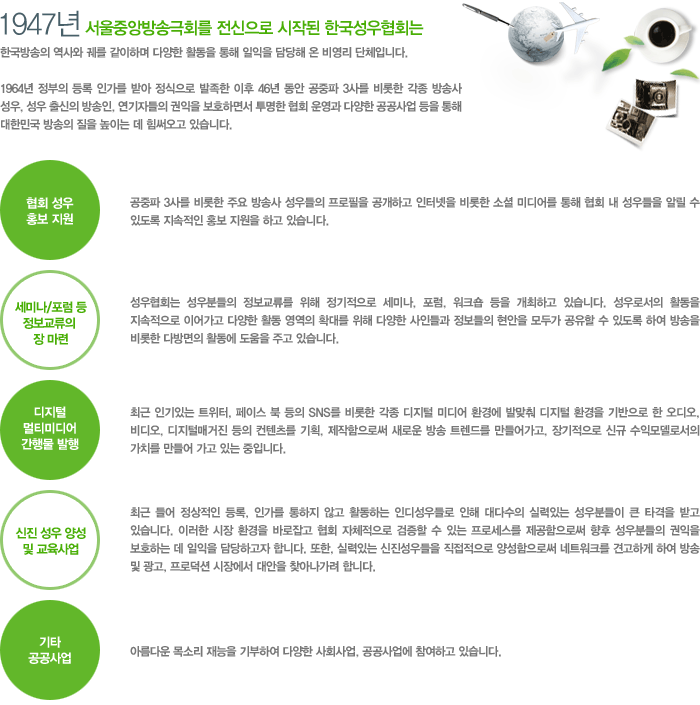 1947년 서울중앙방송극회를 전신으로 시작된 한국성우협회는
한국방송의 역사와 궤를 같이하며 다양한 활동을 통해 일익을 담당해 온 비영리 단체입니다.
1964년 정부의 등록 인가를 받아 정식으로 발족한 이후 46년 동안 공중파 3사를 비롯한 각종 방송사
성우, 성우 출신의 방송인, 연기자들의 권익을 보호하면서 투명한 협회 운영과 다양한 공공사업 등을 통해
대한민국 방송의 질을 높이는 데 힘써오고 있습니다.
협회 성우
홍보 지원
공중파 3사를 비롯한 주요 방송사 성우들의 프로필을 공개하고 인터넷을 비롯한 소셜 미디어를 통해 협회 내 성우들을 알릴 수
있도록 지속적인 홍보 지원을 하고 있습니다.
세미나/포럼 등
정보교류의
장 마련
성우협회는 성우분들의 정보교류를 위해 정기적으로 세미나, 포럼, 워크숍 등을 개최하고 있습니다. 성우로서의 활동을
지속적으로 이어가고 다양한 활동 영역의 확대를 위해 다양한 사인들과 정보들의 현안을 모두가 공유할 수 있도록 하여 방송을
비롯한 다방면의 활동에 도움을 주고 있습니다.
디지털
멀티미디어
간행물 발행
최근 인기있는 트위터, 페이스 북 등의 SNS를 비롯한 각종 디지털 미디어 환경에 발맞춰 디지털 환경을 기반으로 한 오디오,
비디오, 디지털매거진 등의 컨텐츠를 기획, 제작함으로써 새로운 방송 트렌드를 만들어가고, 장기적으로 신규 수익모델로서의
가치를 만들어 가고 있는 중입니다.
신진 성우 양성
및 교육사업
최근 들어 정상적인 등록, 인가를 통하지 않고 활동하는 인디성우들로 인해 대다수의 실력있는 성우분들이 큰 타격을 받고
있습니다. 이러한 시장 환경을 바로잡고 협회 자체적으로 검증할 수 있는 프로세스를 제공함으로써 향후 성우분들의 권익을
보호하는 데 일익을 담당하고자 합니다. 또한, 실력있는 신진성우들을 직접적으로 양성함으로써 네트워크를 견고하게 하여 방송
및 광고, 프로덕션 시장에서 대안을 찾아나가려 합니다.
기타
공공사업
아름다운 목소리 재능을 기부하여 다양한 사회사업, 공공사업에 참여하고 있습니다.